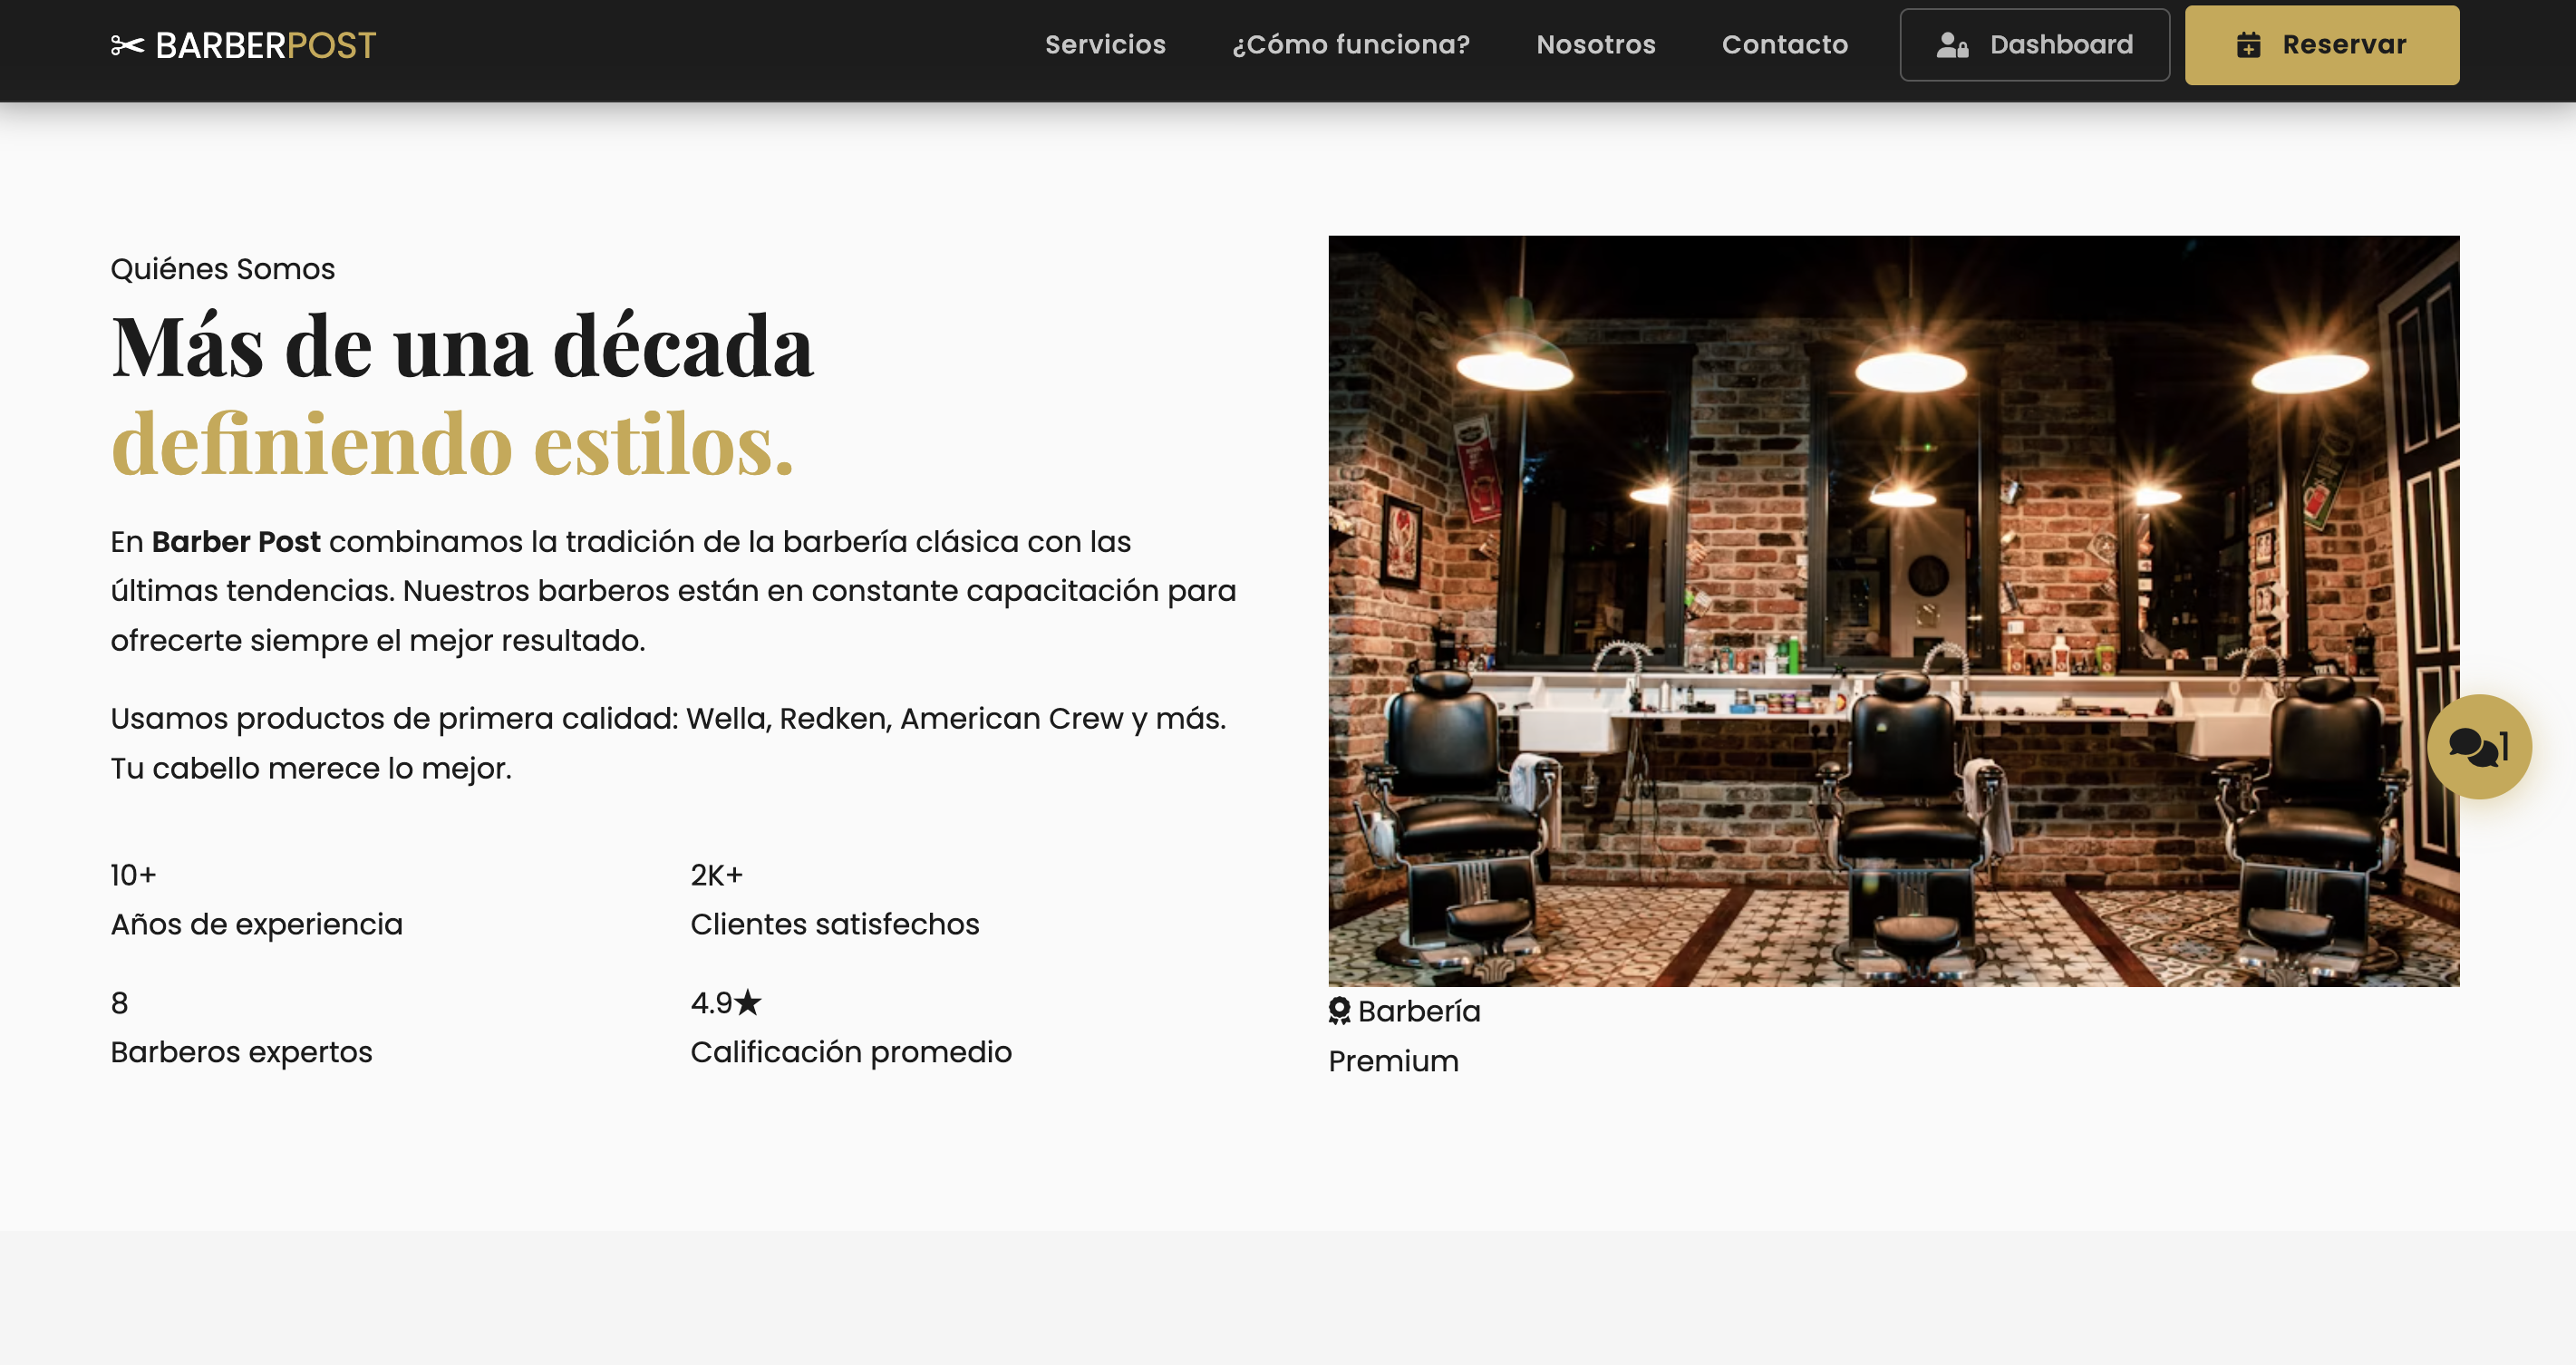 BARBERPOST
Servicios
¿Cómo funciona?
Nosotros
Contacto
Dashboard
Reservar
Quiénes Somos
Más de una década
definiendo estilos.
En Barber Post combinamos la tradición de la barbería clásica con las
últimas tendencias. Nuestros barberos están en constante capacitación para
ofrecerte siempre el mejor resultado.
Usamos productos de primera calidad: Wella, Redken, American Crew y más.
Tu cabello merece lo mejor.
10+
Años de experiencia
2K+
Clientes satisfechos
8
Barberos expertos
4.9★
Calificación promedio
Barbería
Premium
1